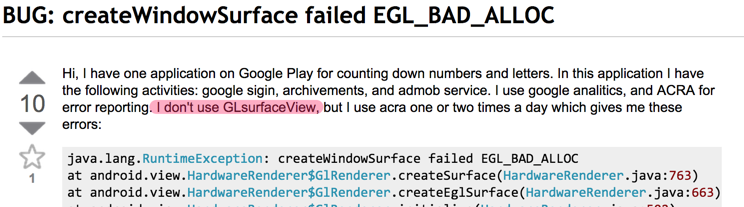 BUG: createWindowSurface failed EGL_BAD_ALLOC
Hi, I have one application on Google Play for counting down numbers and letters. In this application I have
the following activities: google sigin, archivements, and admob service. I use google analitics, and ACRA for
10
error reporting. I don't use GLsurfaceView, but I use acra one or two times a day which gives me these
errors:
1
java.lang.RuntimeException: createWindowSurface failed EGL_BAD_ALLOC
at android.view.HardwareRenderer$GlRenderer.createSurface(HardwareRenderer.java:763)
at android.view.HardwareRenderer$GlRenderer.createEglSurface(HardwareRenderer.java:663)